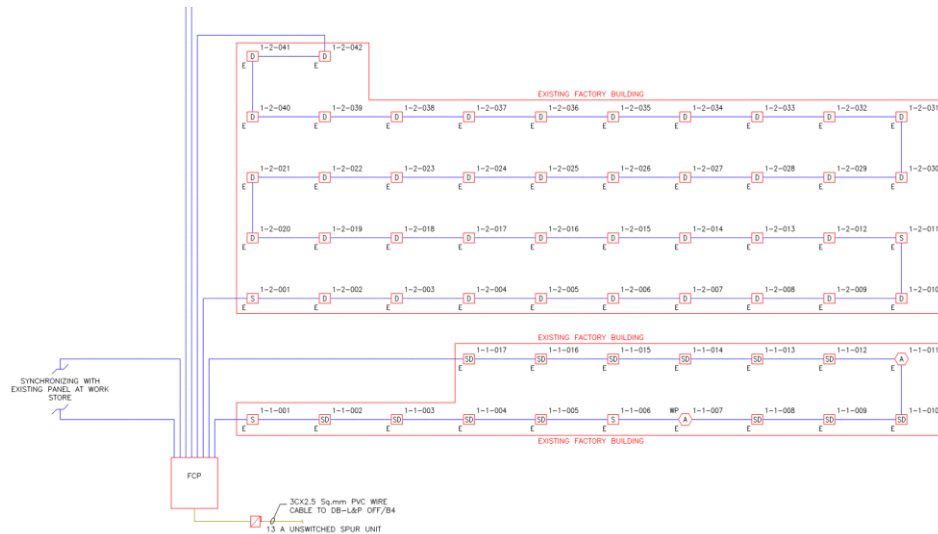 1-2-041 1-2-042
D D
E E
EXISTING FACTORY BUILDING
1-2-040 1-2-039 1-2-038 1-2-037 1-2-036 1-2-035 1-2-034 1-2-033 1-2-032 1-2-031
D D D D D D D D D D
E E E E E E E E E E
1-2-021 1-2-022 1-2-023 1-2-024 1-2-025 1-2-026 1-2-027 1-2-028 1-2-029 1-2-030
D D D D D D D D D D
E E E E E E E E E E
1-2-020 1-2-019 1-2-018 1-2-017 1-2-016 1-2-015 1-2-014 1-2-013 1-2-012 1-2-011
D D D D D D D D D S
E E E E E E E E E E
1-2-001 1-2-002 1-2-003 1-2-004 1-2-005 1-2-006 1-2-007 1-2-008 1-2-009 1-2-010
S D D D D D D D D D
E E E E E E E E E E
EXISTING FACTORY BUILDING
1-1-017 1-1-016 1-1-015 1-1-014 1-1-013 1-1-012 1-1-011
SD SD SD SD SD SD A
E E E E E E E
SYNCHRONIZING WITH
EXISTING PANEL AT WORK
STORE
1-1-001 1-1-002 1-1-003 1-1-004 1-1-005 1-1-006 WP 1-1-007 1-1-008 1-1-009 1-1-010
S SD SD SD SD S A SD SD SD
E E E E E E E E E E
EXISTING FACTORY BUILDING
FCP
3CX2.5 Sq.mm PVC WIRE
CABLE TO DB-L&P OFF/B4
13 A UNSWITCHED SPUR UNIT